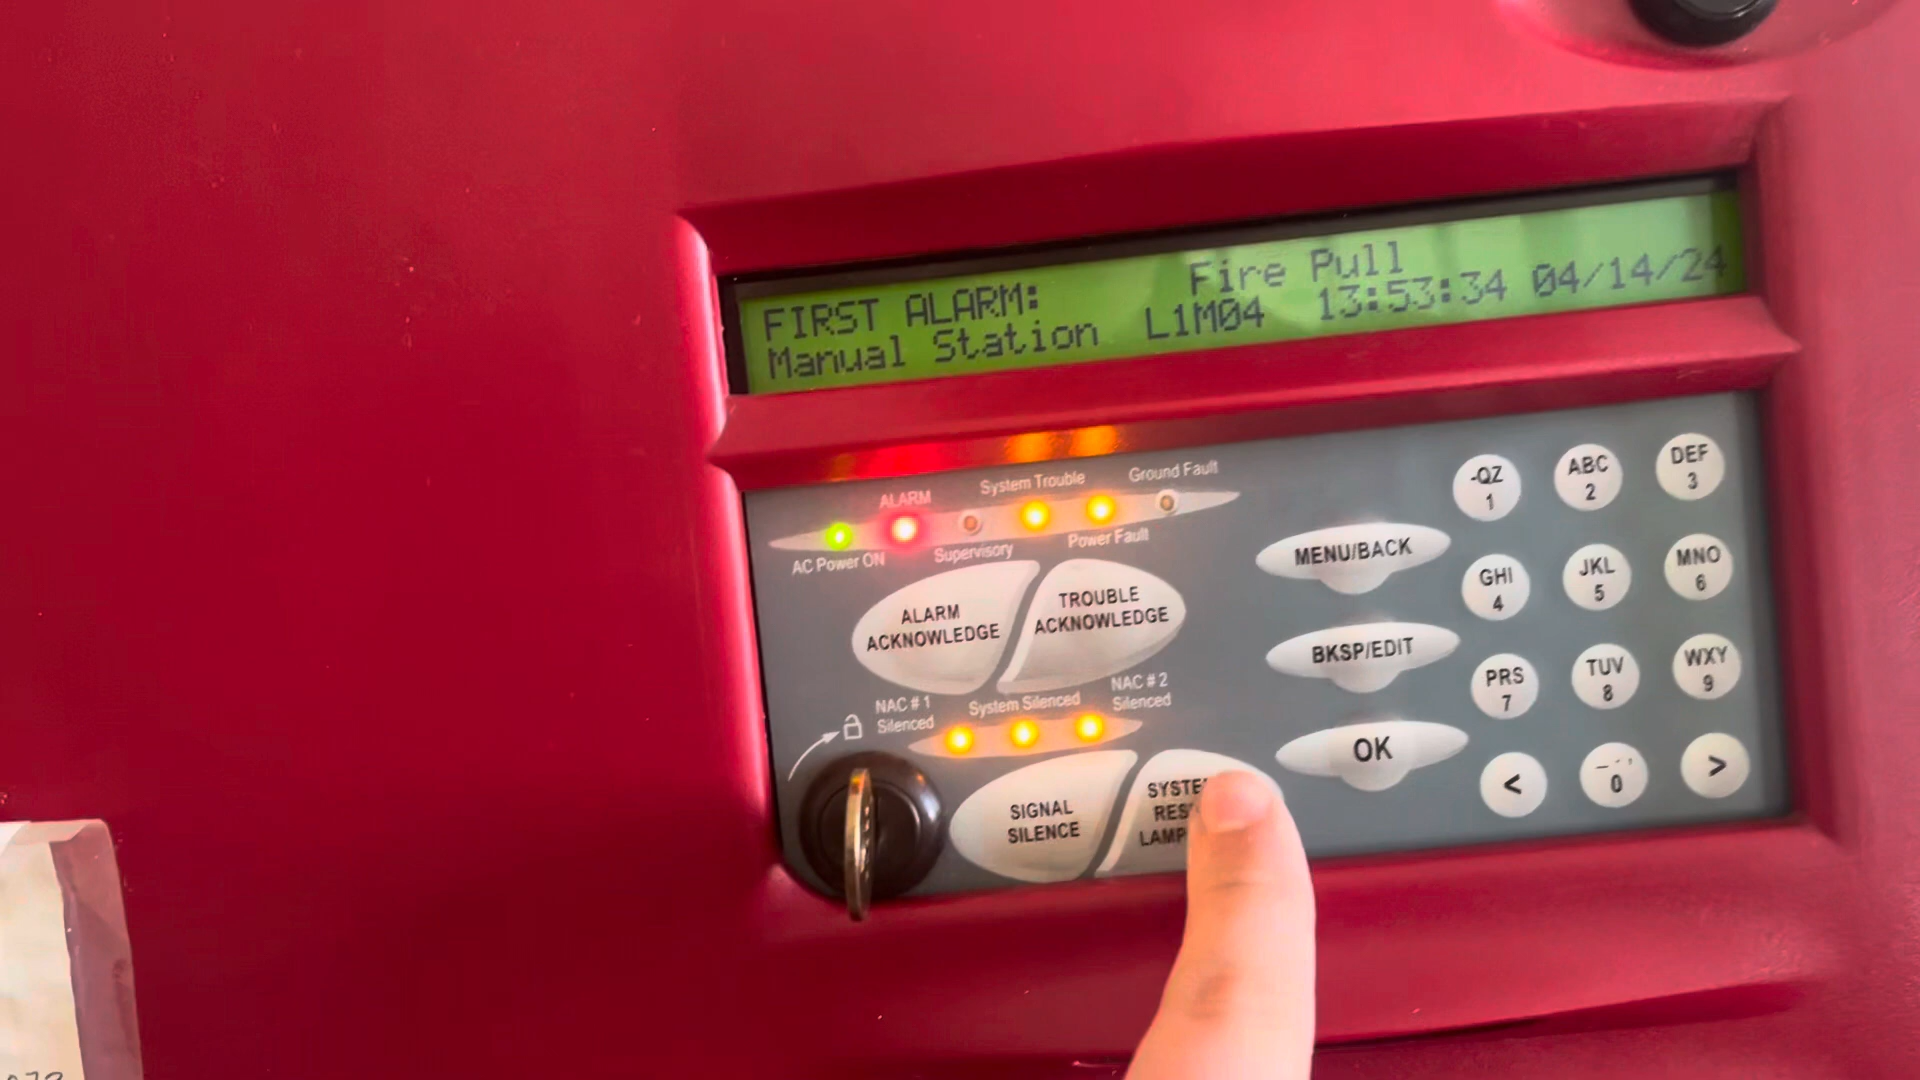 FIRST ALARM: Fire Pull
Manual Station L1M04 13:53:34 04/14/24
ALARM
System Trouble
Ground Fault
AC Power ON
Supervisory
Power Fault
ALARM
ACKNOWLEDGE
TROUBLE
ACKNOWLEDGE
NAC # 1
Silenced
System Silenced
NAC # 2
Silenced
SIGNAL
SILENCE
MENU/BACK
BKSP/EDIT
OK
-QZ
1
ABC
2
DEF
3
GHI
4
JKL
5
MNO
6
PRS
7
TUV
8
WXY
9
<
0
>